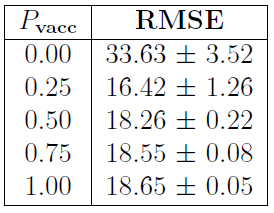 P_vacc RMSE
0.00 33.63 ± 3.52
0.25 16.42 ± 1.26
0.50 18.26 ± 0.22
0.75 18.55 ± 0.08
1.00 18.65 ± 0.05